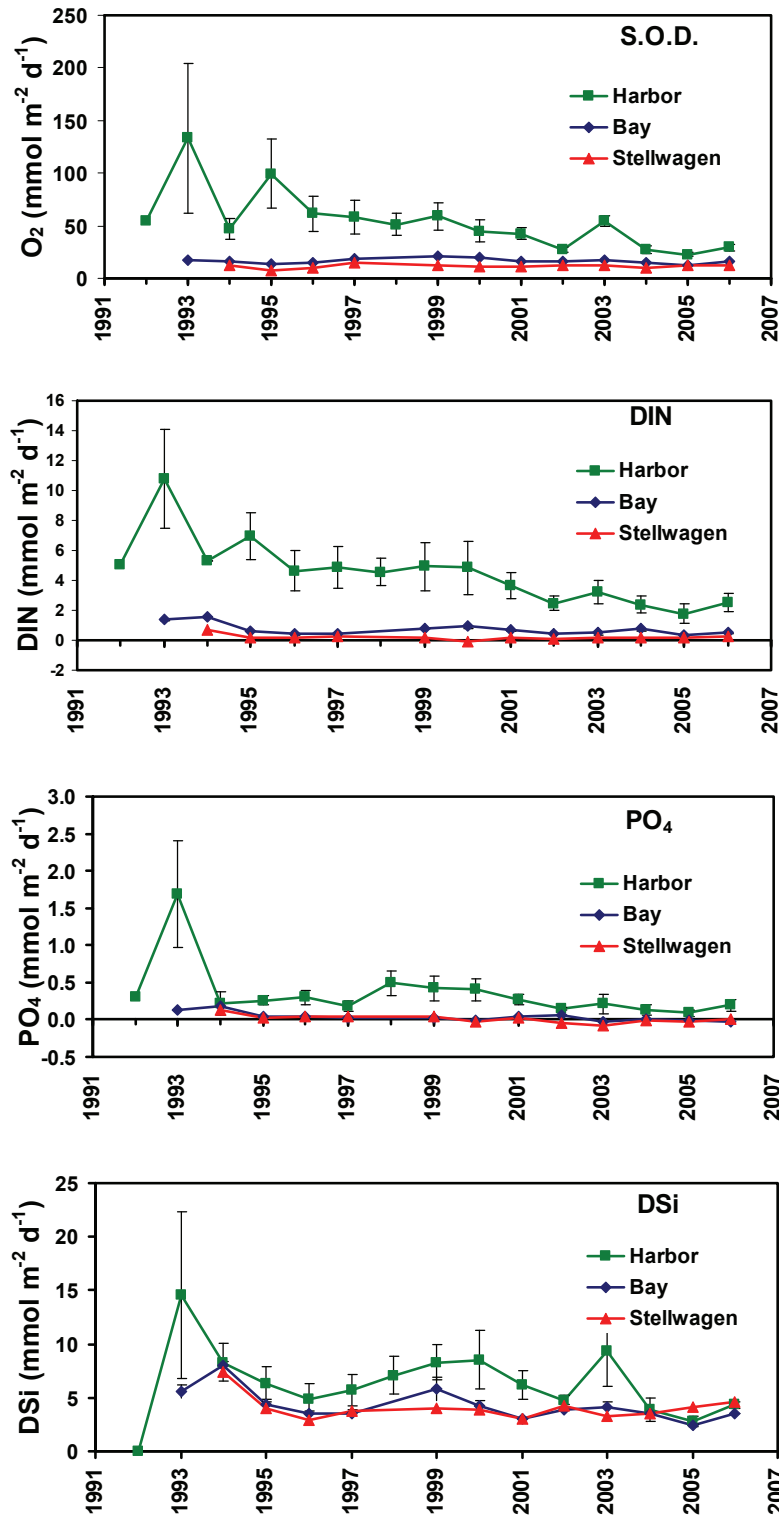 S.O.D.
O₂ (mmol m⁻² d⁻¹)
250
200
150
100
50
0
Harbor
Bay
Stellwagen
1991 1993 1995 1997 1999 2001 2003 2005 2007
DIN
DIN (mmol m⁻² d⁻¹)
16
14
12
10
8
6
4
2
0
-2
Harbor
Bay
Stellwagen
1991 1993 1995 1997 1999 2001 2003 2005 2007
PO₄
PO₄ (mmol m⁻² d⁻¹)
3.0
2.5
2.0
1.5
1.0
0.5
0.0
-0.5
Harbor
Bay
Stellwagen
1991 1993 1995 1997 1999 2001 2003 2005 2007
DSi
DSi (mmol m⁻² d⁻¹)
25
20
15
10
5
0
Harbor
Bay
Stellwagen
1991 1993 1995 1997 1999 2001 2003 2005 2007